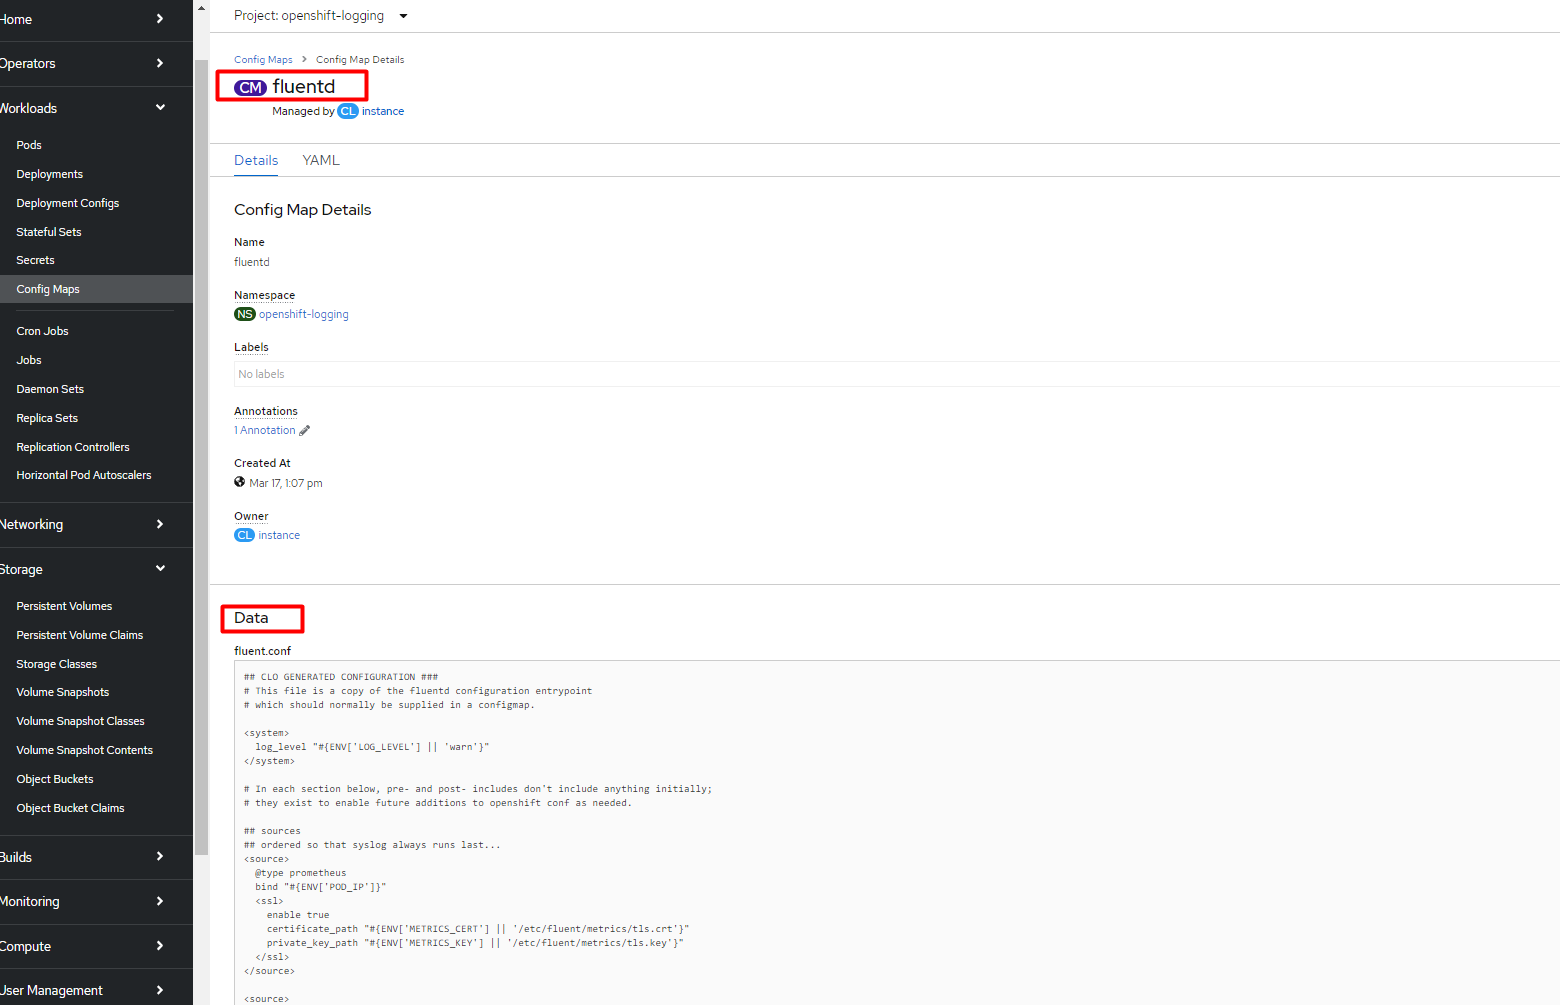 Home
Operators
Workloads
Pods
Deployments
Deployment Configs
Stateful Sets
Secrets
Config Maps
Cron Jobs
Jobs
Daemon Sets
Replica Sets
Replication Controllers
Horizontal Pod Autoscalers
Networking
Storage
Persistent Volumes
Persistent Volume Claims
Storage Classes
Volume Snapshots
Volume Snapshot Classes
Volume Snapshot Contents
Object Buckets
Object Bucket Claims
Builds
Monitoring
Compute
User Management
Project: openshift-logging
Config Maps > Config Map Details
CM fluentd
Managed by CL instance
Details YAML
Config Map Details
Name
fluentd
Namespace
NS openshift-logging
Labels
No labels
Annotations
1 Annotation
Created At
Mar 17, 1:07 pm
Owner
CL instance
Data
fluent.conf
## CLO GENERATED CONFIGURATION ###
# This file is a copy of the fluentd configuration entrypoint
# which should normally be supplied in a configmap.
<system>
  log_level "#{ENV['LOG_LEVEL'] || 'warn'}"
</system>
# In each section below, pre- and post- includes don't include anything initially;
# they exist to enable future additions to openshift conf as needed.
## sources
## ordered so that syslog always runs last...
<source>
  @type prometheus
  bind "#{ENV['POD_IP']}"
  <ssl>
    enable true
    certificate_path "#{ENV['METRICS_CERT'] || '/etc/fluent/metrics/tls.crt'}"
    private_key_path "#{ENV['METRICS_KEY'] || '/etc/fluent/metrics/tls.key'}"
  </ssl>
</source>
<source>